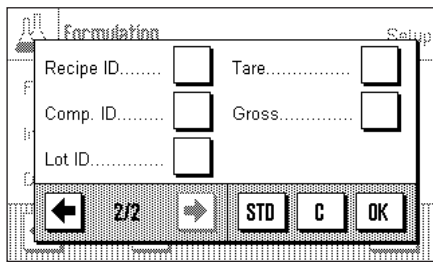 Formulation
Setup
Recipe ID........ Tare...............
Comp. ID......... Gross.............
Lot ID.............
2/2 STD C OK